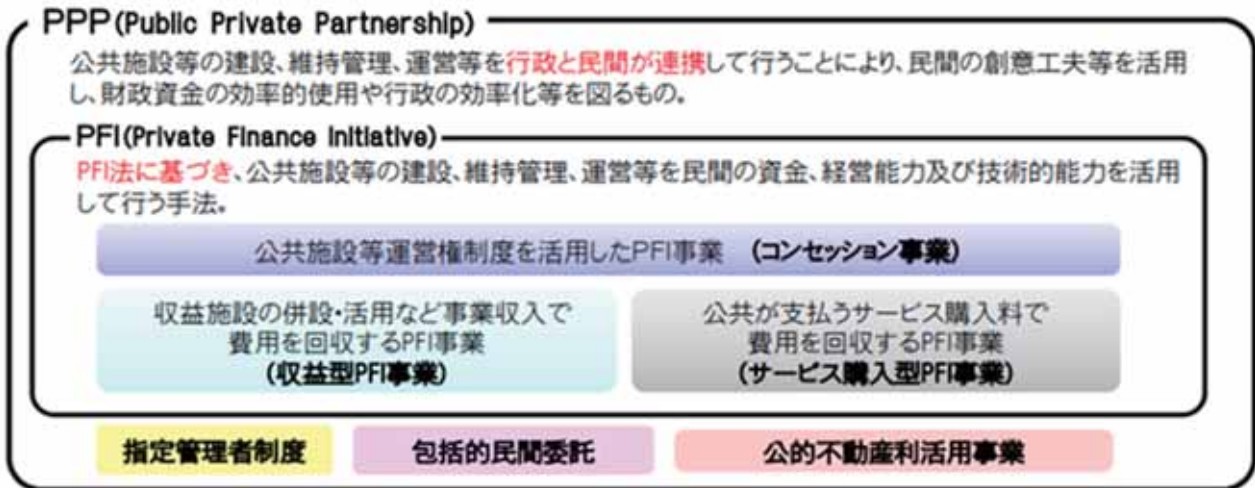 PPP(Public Private Partnership)
公共施設等の建設、維持管理、運営等を行政と民間が連携して行うことにより、民間の創意工夫等を活用
し、財政資金の効率的使用や行政の効率化等を図るもの。
PFI(Private Finance Initiative)
PFI法に基づき、公共施設等の建設、維持管理、運営等を民間の資金、経営能力及び技術的能力を活用
して行う手法。
公共施設等運営権制度を活用したPFI事業 (コンセッション事業)
収益施設の併設・活用など事業収入で
費用を回収するPFI事業
(収益型PFI事業)
公共が支払うサービス購入料で
費用を回収するPFI事業
(サービス購入型PFI事業)
指定管理者制度
包括的民間委託
公的不動産利活用事業